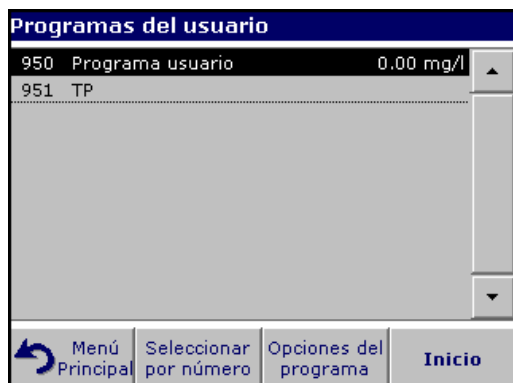 Programas del usuario
950 Programa usuario 0.00 mg/l
951 TP
Menú Principal
Seleccionar por número
Opciones del programa
Inicio